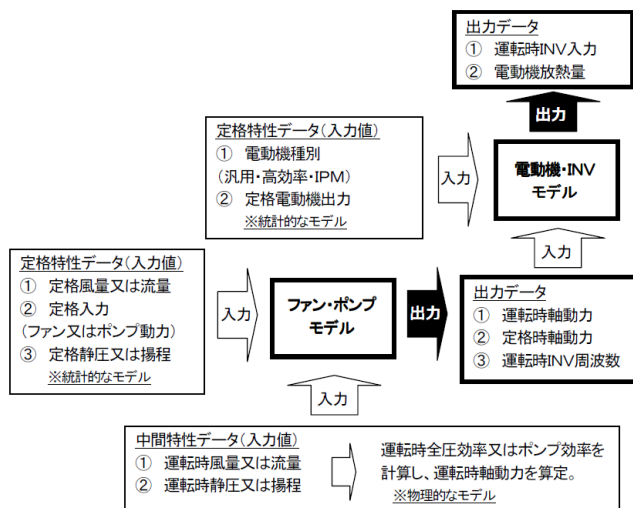 出力データ
① 運転時INV入力
② 電動機放熱量
出力
定格特性データ(入力値)
① 電動機種別
(汎用・高効率・IPM)
② 定格電動機出力
※統計的なモデル
入力
電動機・INV
モデル
入力
定格特性データ(入力値)
① 定格風量又は流量
② 定格入力
(ファン又はポンプ動力)
③ 定格静圧又は揚程
※統計的なモデル
入力
ファン・ポンプ
モデル
出力
出力データ
① 運転時軸動力
② 定格時軸動力
③ 運転時INV周波数
入力
中間特性データ(入力値)
① 運転時風量又は流量
② 運転時静圧又は揚程
運転時全圧効率又はポンプ効率を
計算し、運転時軸動力を算定。
※物理的なモデル